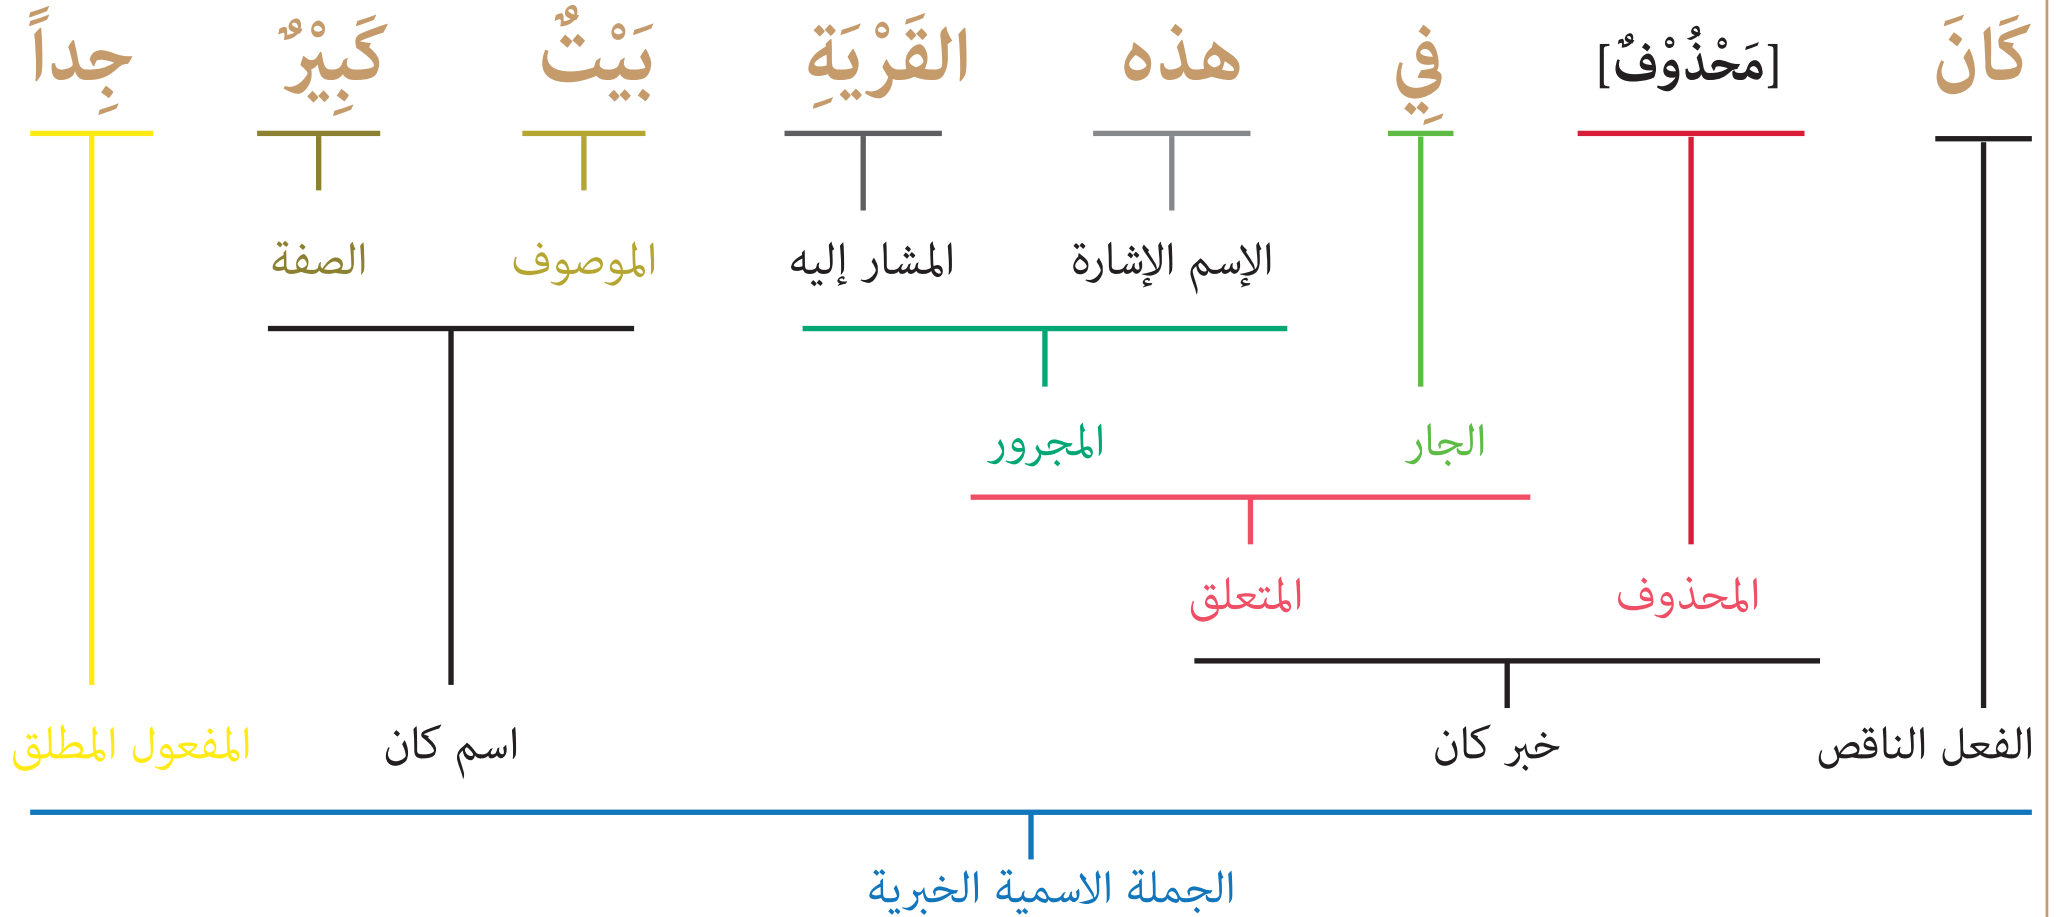 كَانَ [مَحْذُوْفٌ] فِي هذه القَرْيَةِ بَيْتٌ كَبِيْرٌ جِداً
الإسم الإشارة المشار إليه الموصوف الصفة
الجار المجرور
المحذوف المتعلق
الفعل الناقص خبر كان اسم كان المفعول المطلق
الجملة الاسمية الخبرية